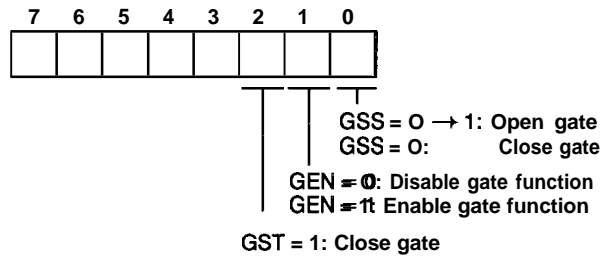 7 6 5 4 3 2 1 0
GSS = 0 → 1: Open gate
GSS = 0: Close gate
GEN = 0: Disable gate function
GEN = 1: Enable gate function
GST = 1: Close gate